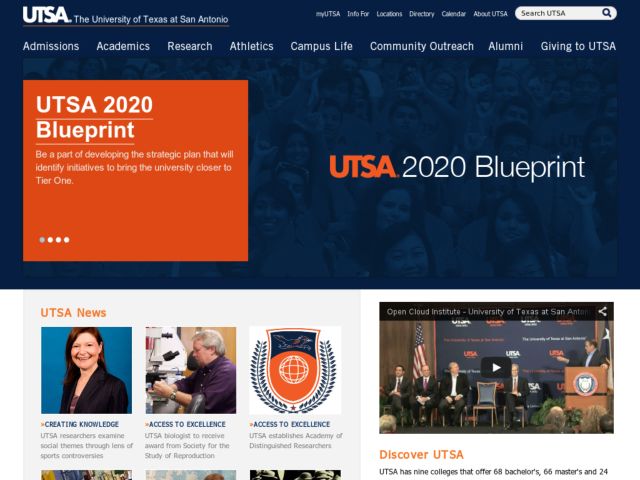 UTSA. The University of Texas at San Antonio
myUTSA Info For Locations Directory Calendar About UTSA Search UTSA
Admissions Academics Research Athletics Campus Life Community Outreach Alumni Giving to UTSA
UTSA 2020
Blueprint
Be a part of developing the strategic plan that will
identify initiatives to bring the university closer to
Tier One.
UTSA 2020 Blueprint
UTSA News
»CREATING KNOWLEDGE
UTSA researchers examine
social themes through lens of
sports controversies
»ACCESS TO EXCELLENCE
UTSA biologist to receive
award from Society for the
Study of Reproduction
»ACCESS TO EXCELLENCE
UTSA establishes Academy of
Distinguished Researchers
Open Cloud Institute - University of Texas at San Anton
UTSA
The University of Texas at San Antonio
UTSA
Discover UTSA
UTSA has nine colleges that offer 68 bachelor's, 66 master's and 24